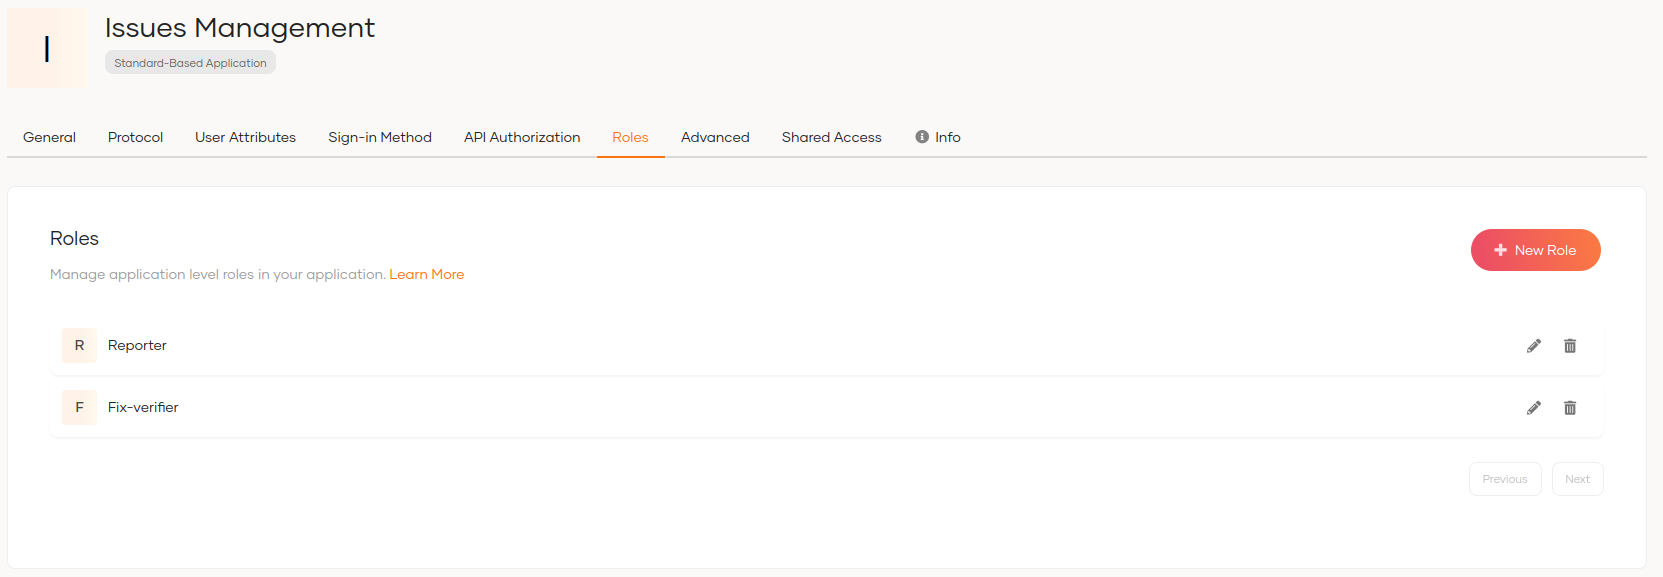 I
Issues Management
Standard-Based Application
General Protocol User Attributes Sign-in Method API Authorization Roles Advanced Shared Access Info
Roles
New Role
Manage application level roles in your application. Learn More
R Reporter
F Fix-verifier
Previous Next